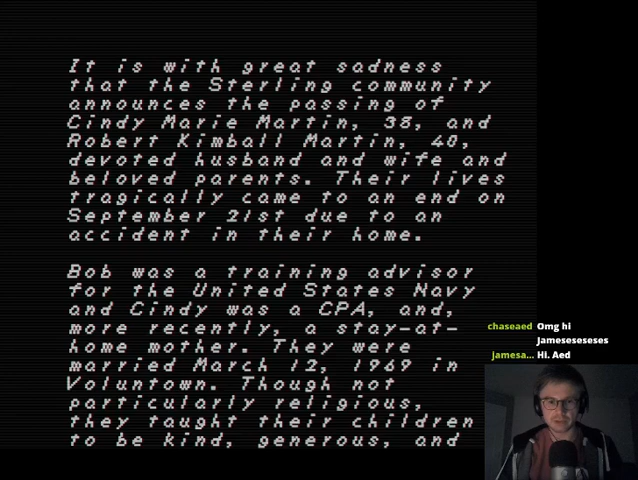 It is with great sadness
that the Sterling community
announces the passing of
Cindy Marie Martin, 38, and
Robert Kimball Martin, 40,
devoted husband and wife and
beloved parents. Their lives
tragically came to an end on
September 21st due to an
accident in their home.
Bob was a training advisor
for the United States Navy
and Cindy was a CPA, and,
more recently, a stay-at-
home mother. They were
married March 12, 1969 in
Voluntown. Though not
particularly religious,
they taught their children
to be kind, generous, and
chaseaed Omg hi
Jameseseseses
jamesa... Hi. Aed